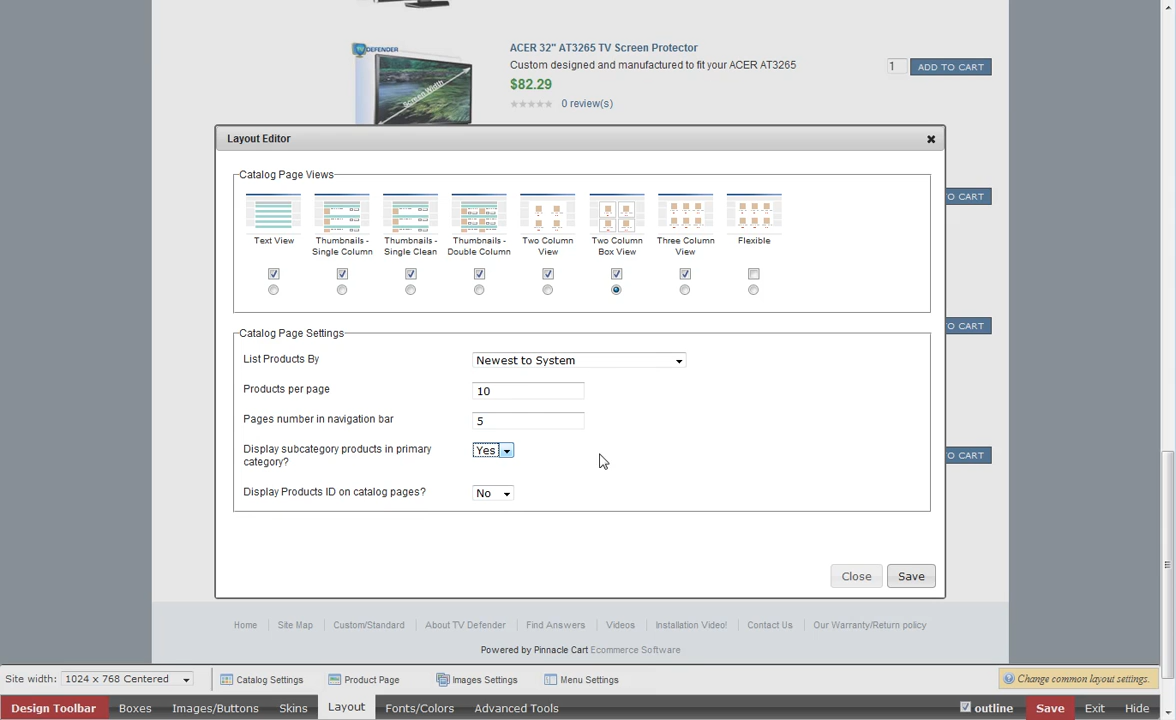 ACER 32" AT3265 TV Screen Protector
TV DEFENDER
Custom designed and manufactured to fit your ACER AT3265
1 ADD TO CART
$82.29
Screen Width
0 review(s)
Layout Editor
Catalog Page Views
Text View
Thumbnails - Single Column
Thumbnails - Single Clean
Thumbnails - Double Column
Two Column View
Two Column Box View
Three Column View
Flexible
O CART
Catalog Page Settings
O CART
List Products By Newest to System
Products per page 10
Pages number in navigation bar 5
Display subcategory products in primary category? Yes
O CART
Display Products ID on catalog pages? No
Close Save
Home Site Map Custom/Standard About TV Defender Find Answers Videos Installation Video! Contact Us Our Warranty/Return policy
Powered by Pinnacle Cart Ecommerce Software
Site width: 1024 x 768 Centered Catalog Settings Product Page Images Settings Menu Settings Change common layout settings.
Design Toolbar Boxes Images/Buttons Skins Layout Fonts/Colors Advanced Tools outline Save Exit Hide